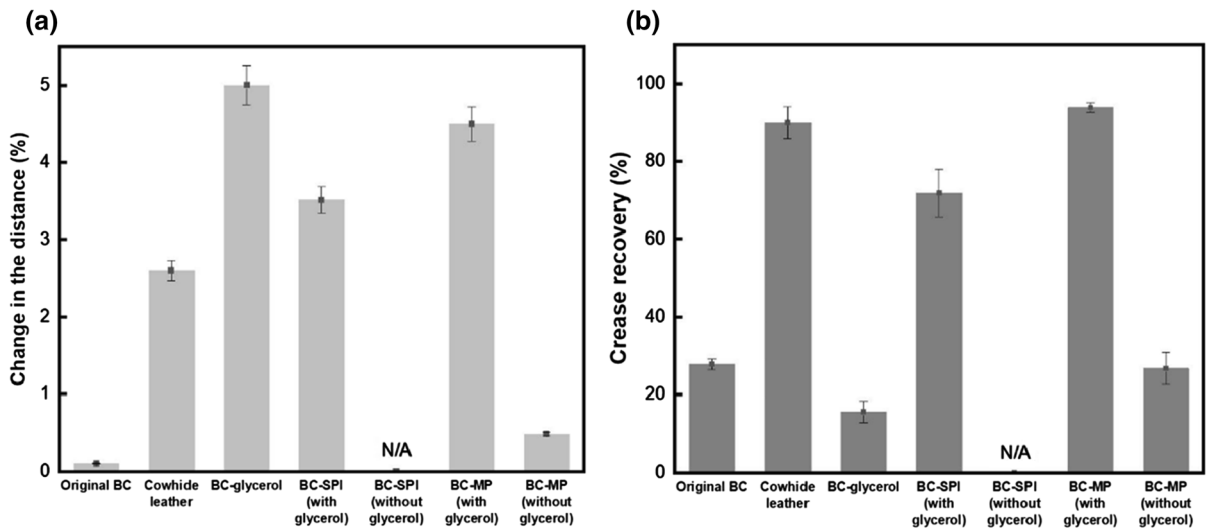 (a)
Change in the distance (%)
5
4
3
2
1
0
N/A
Original BC
Cowhide
leather
BC-glycerol
BC-SPI
(with
glycerol)
BC-SPI
(without
glycerol)
BC-MP
(with
glycerol)
BC-MP
(without
glycerol)
(b)
Crease recovery (%)
100
80
60
40
20
0
N/A
Original BC
Cowhide
leather
BC-glycerol
BC-SPI
(with
glycerol)
BC-SPI
(without
glycerol)
BC-MP
(with
glycerol)
BC-MP
(without
glycerol)